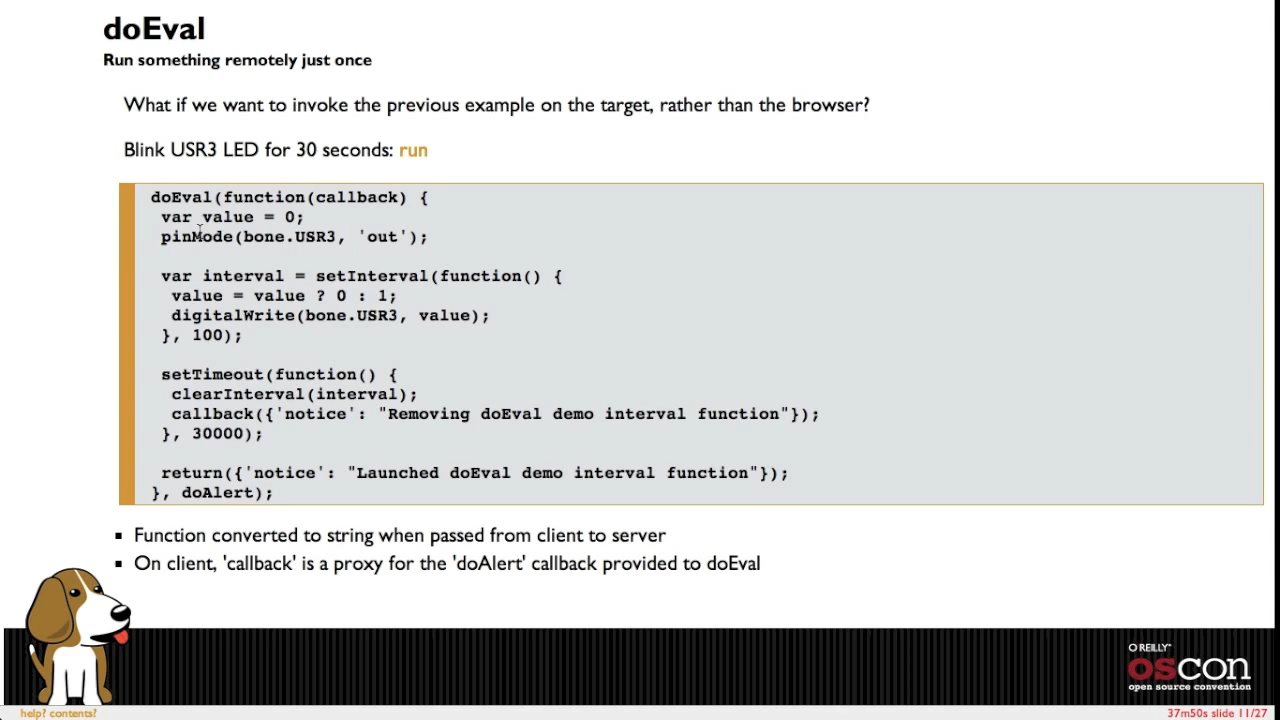 doEval
Run something remotely just once
What if we want to invoke the previous example on the target, rather than the browser?
Blink USR3 LED for 30 seconds: run
doEval(function(callback) {
 var value = 0;
 pinMode(bone.USR3, 'out');
 var interval = setInterval(function() {
  value = value ? 0 : 1;
  digitalWrite(bone.USR3, value);
 }, 100);
 setTimeout(function() {
  clearInterval(interval);
  callback({'notice': "Removing doEval demo interval function"});
 }, 30000);
 return({'notice': "Launched doEval demo interval function"});
}, doAlert);
▪ Function converted to string when passed from client to server
▪ On client, 'callback' is a proxy for the 'doAlert' callback provided to doEval
O REILLY™
oscon
open source convention
help? contents?
37m50s slide 11/27